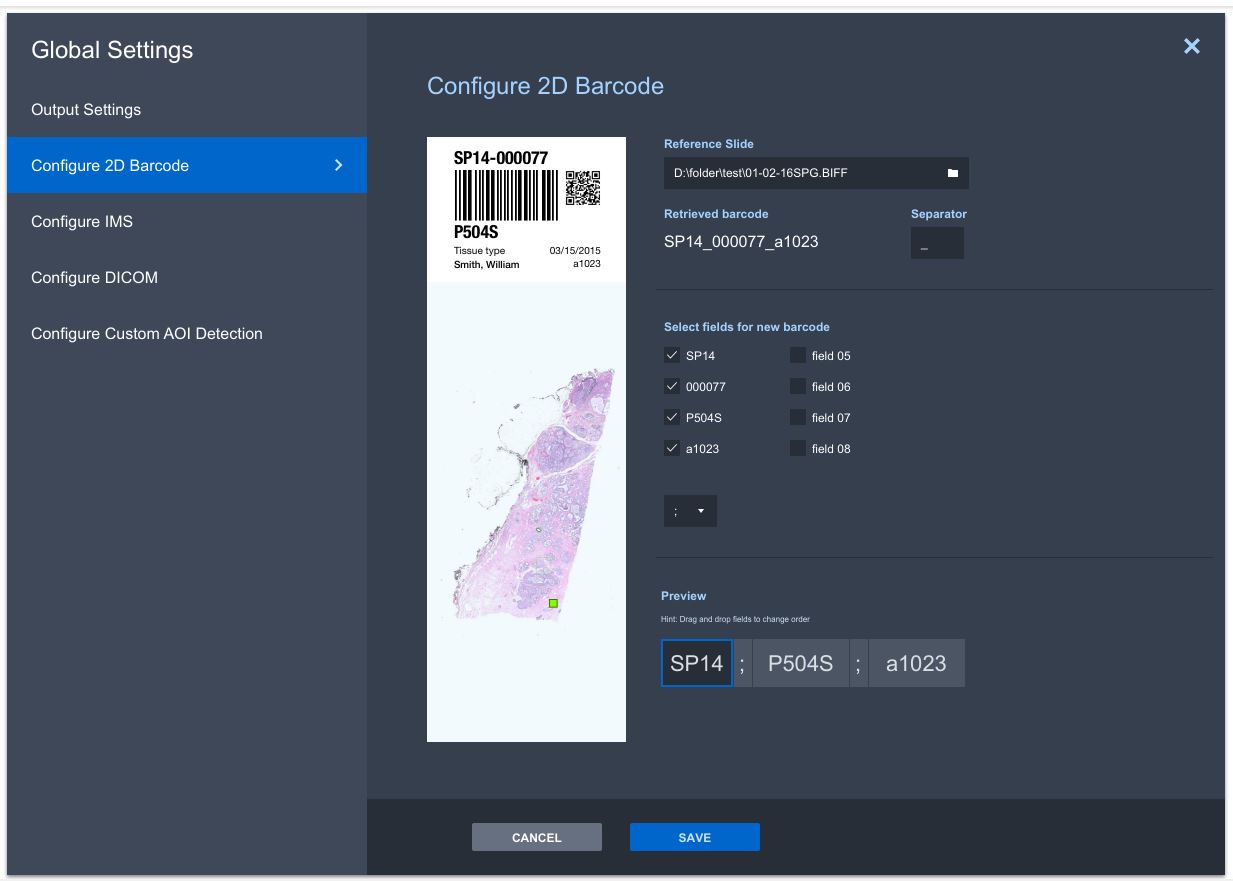 Global Settings
Output Settings
Configure 2D Barcode
Configure IMS
Configure DICOM
Configure Custom AOI Detection
Configure 2D Barcode
SP14-000077
P504S
Tissue type 03/15/2015
Smith, William a1023
Reference Slide
D:\folder\test\01-02-16SPG.BIFF
Retrieved barcode Separator
SP14_000077_a1023 _
Select fields for new barcode
SP14 field 05
000077 field 06
P504S field 07
a1023 field 08
;
Preview
Hint: Drag and drop fields to change order
SP14 ; P504S ; a1023
CANCEL SAVE